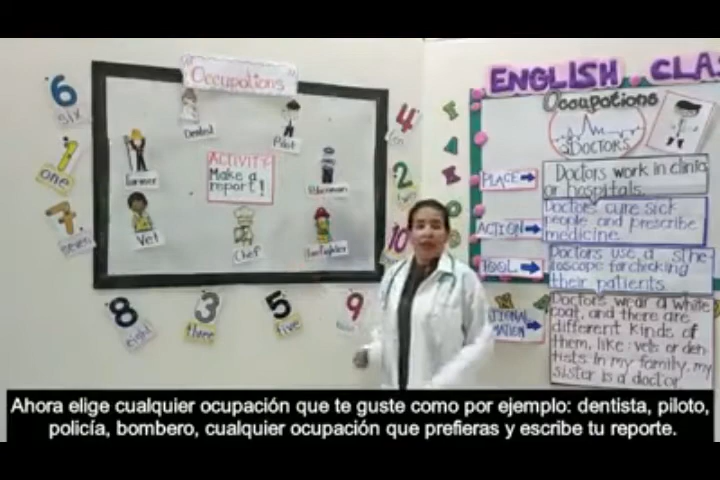 "Occupations"
Dentist
Pilot
farmer
ACTIVITY:
Make a
report!
Policeman
Vet
Chef
firefighter
6
six
1
one
7
seven
8
eight
3
three
5
five
9
4
2
10
ENGLISH CLAS
Occupations
DOCTORS
PLACE
Doctors work in clinic
or hospitals.
ACTION
Doctors cure sick
people and prescribe
medicine.
TOOL
Doctors use a sthe
roscope for checking
their patients.
Doctors wear a white
coat, and there are
different kinds of
them, like: vets or den-
tists. In my family, my
sister is a doctor
Ahora elige cualquier ocupación que te guste como por ejemplo: dentista, piloto,
policía, bombero, cualquier ocupación que prefieras y escribe tu reporte.